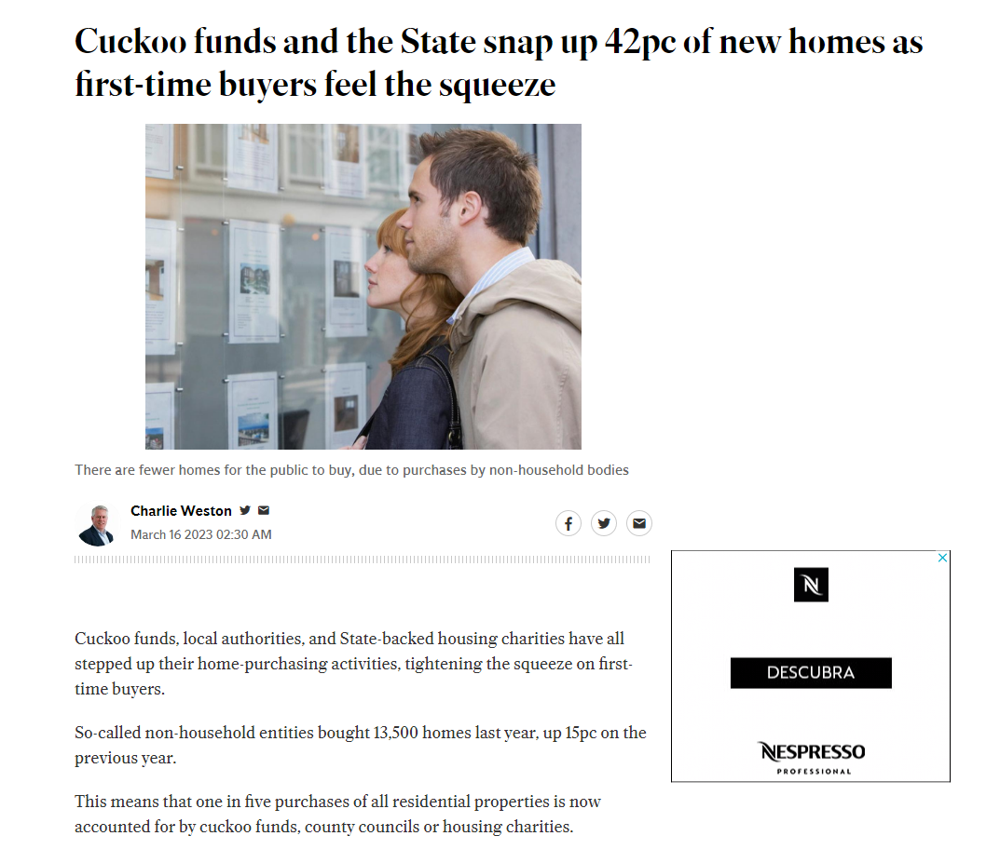 Cuckoo funds and the State snap up 42pc of new homes as
first-time buyers feel the squeeze
There are fewer homes for the public to buy, due to purchases by non-household bodies
Charlie Weston
March 16 2023 02:30 AM
Cuckoo funds, local authorities, and State-backed housing charities have all
stepped up their home-purchasing activities, tightening the squeeze on first-
time buyers.
So-called non-household entities bought 13,500 homes last year, up 15pc on the
previous year.
This means that one in five purchases of all residential properties is now
accounted for by cuckoo funds, county councils or housing charities.
N
DESCUBRA
NESPRESSO
PROFESSIONAL